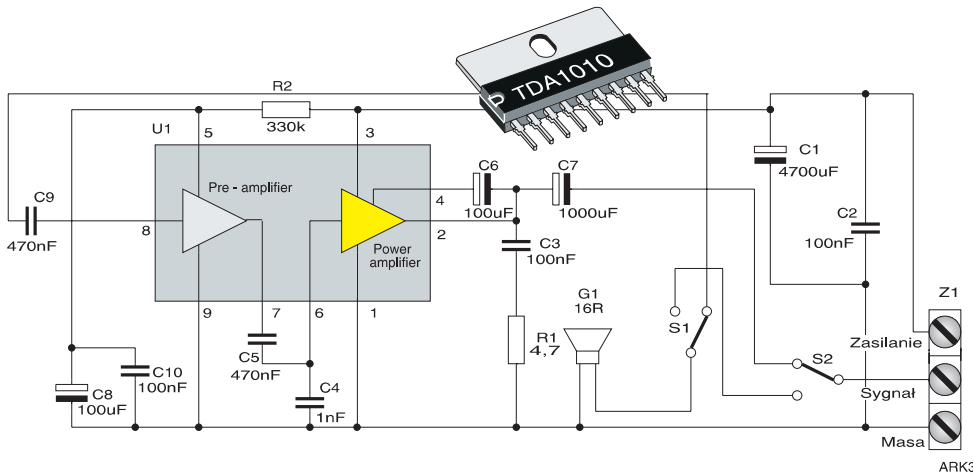 TDA1010
R2
330k
U1
5
3
Pre - amplifier
C6
100uF
C7
1000uF
C1
4700uF
C9
470nF
8
4
2
Power
amplifier
C3
100nF
C2
100nF
9
7
6
1
G1
16R
S1
Z1
C5
470nF
R1
4,7
Zasilanie
C10
100nF
C8
100uF
C4
1nF
S2
Sygnał
Masa
ARK3